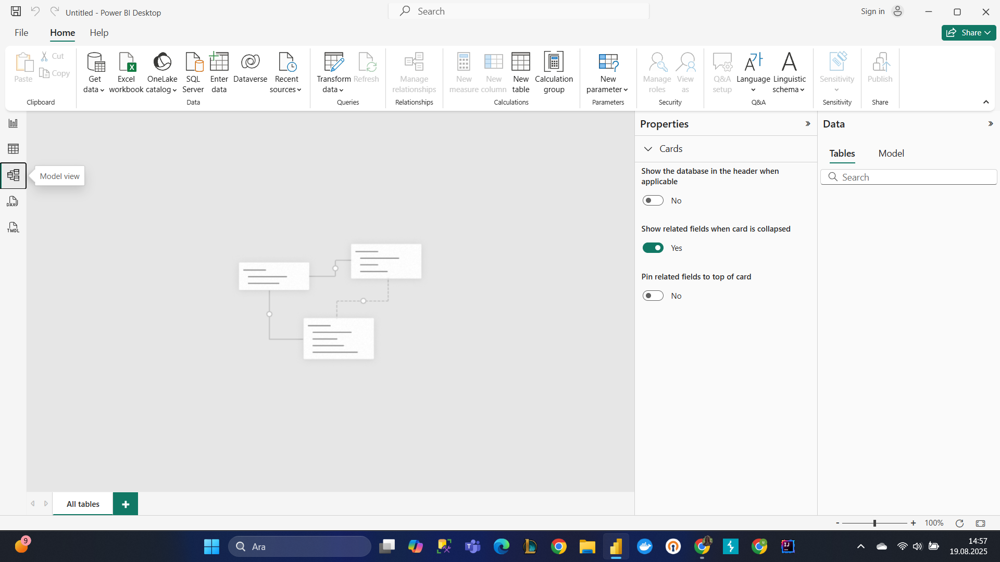 Untitled - Power BI Desktop
Search
Sign in
File
Home
Help
Share
Paste
Cut
Copy
Clipboard
Get data
Excel workbook
OneLake catalog
SQL Server
Enter data
Dataverse
Recent sources
Data
Transform data
Refresh
Queries
Manage relationships
Relationships
New measure
New column
New table
Calculation group
Calculations
New parameter
Parameters
Manage roles
View as
Security
Q&A setup
Language
Linguistic schema
Q&A
Sensitivity
Sensitivity
Publish
Share
DAX
TMDL
Model view
Properties
Cards
Show the database in the header when
applicable
No
Show related fields when card is collapsed
Yes
Pin related fields to top of card
No
Data
Tables
Model
Search
All tables
+
- + 100%
9
Ara
14:57
19.08.2025